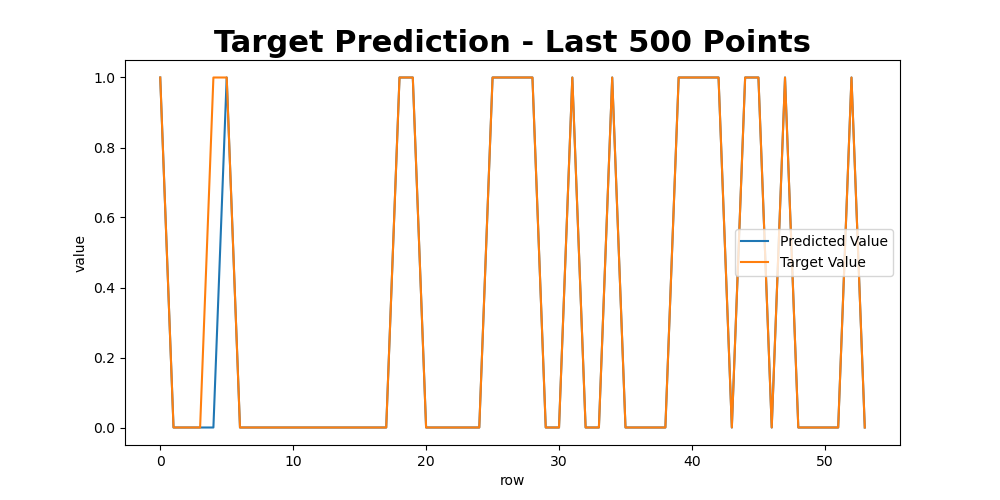 Target Prediction - Last 500 Points
1.0
0.8
0.6
0.4
0.2
0.0
value
Predicted Value
Target Value
0 10 20 30 40 50
row